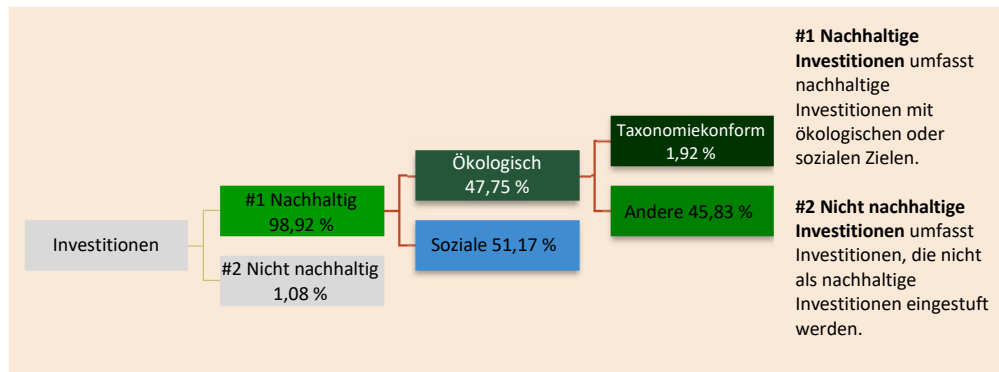 Investitionen
#1 Nachhaltig
98,92 %
#2 Nicht nachhaltig
1,08 %
Ökologisch
47,75 %
Soziale 51,17 %
Taxonomiekonform
1,92 %
Andere 45,83 %
#1 Nachhaltige
Investitionen umfasst
nachhaltige
Investitionen mit
ökologischen oder
sozialen Zielen.
#2 Nicht nachhaltige
Investitionen umfasst
Investitionen, die nicht
als nachhaltige
Investitionen eingestuft
werden.